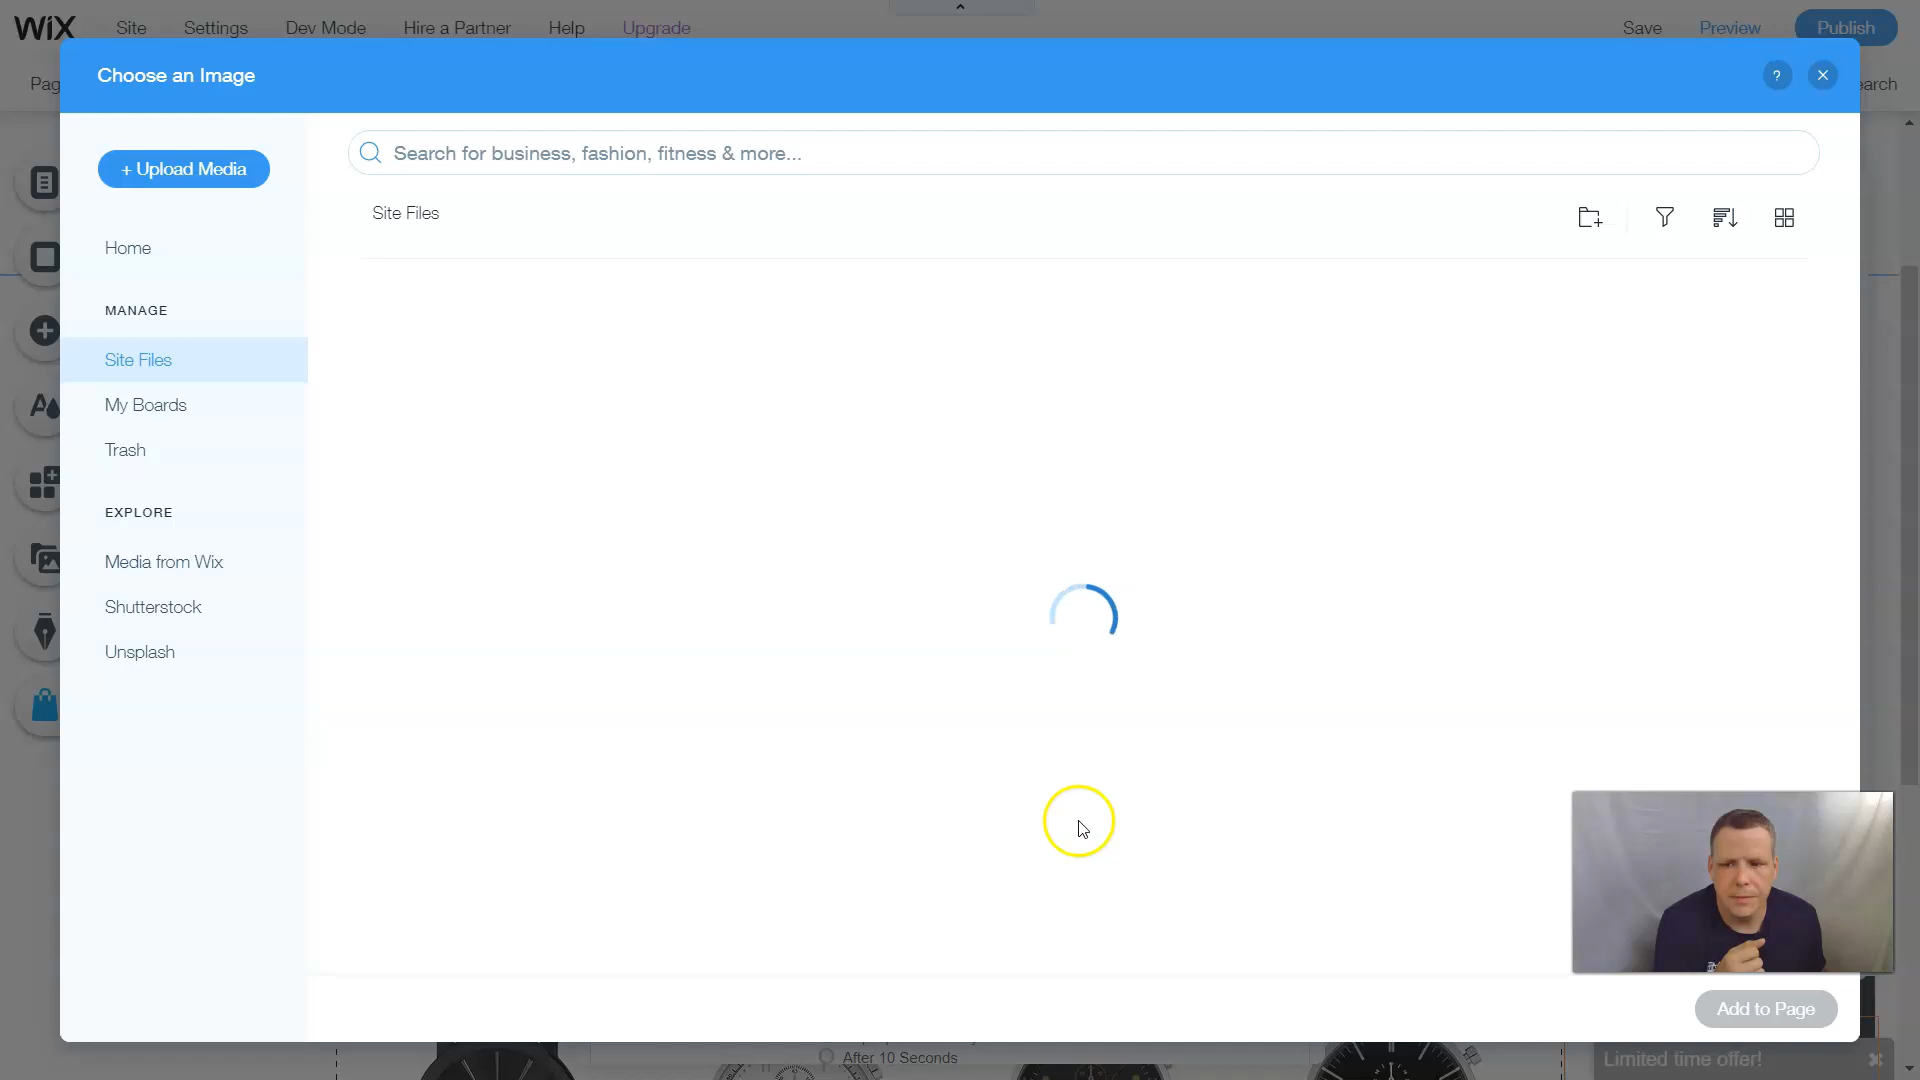 WiX Site Settings Dev Mode Hire a Partner Help Upgrade Save Preview Publish
Choose an Image ?
+ Upload Media
Search for business, fashion, fitness & more...
Site Files
Home
MANAGE
Site Files
My Boards
Trash
EXPLORE
Media from Wix
Shutterstock
Unsplash
Add to Page
After 10 Seconds
Limited time offer!